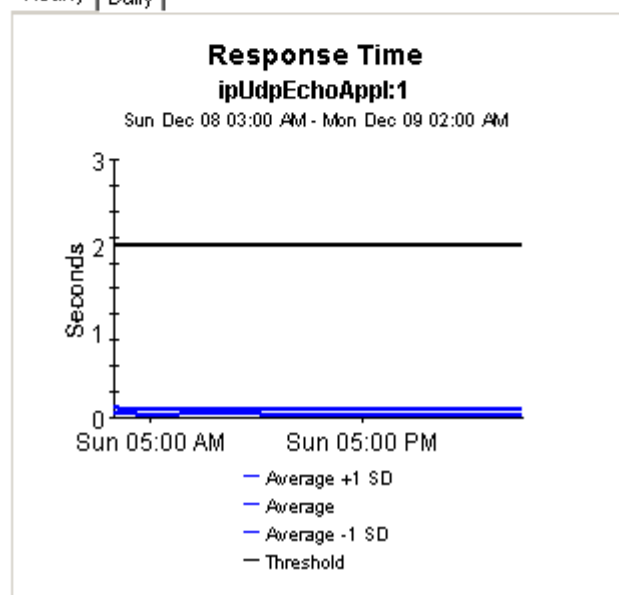 Daily
Response Time
ipUdpEchoAppl:1
Sun Dec 08 03:00 AM - Mon Dec 09 02:00 AM
3
2
Seconds
1
0
Sun 05:00 AM Sun 05:00 PM
Average +1 SD
Average
Average -1 SD
Threshold